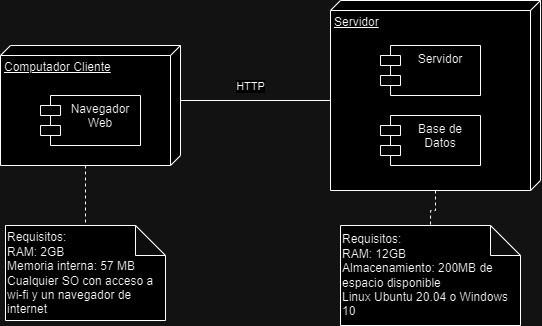 Servidor
Servidor
Computador Cliente
HTTP
Navegador
Web
Base de
Datos
Requisitos:
RAM: 2GB
Memoria interna: 57 MB
Cualquier SO con acceso a
wi-fi y un navegador de
internet
Requisitos:
RAM: 12GB
Almacenamiento: 200MB de
espacio disponible
Linux Ubuntu 20.04 o Windows
10